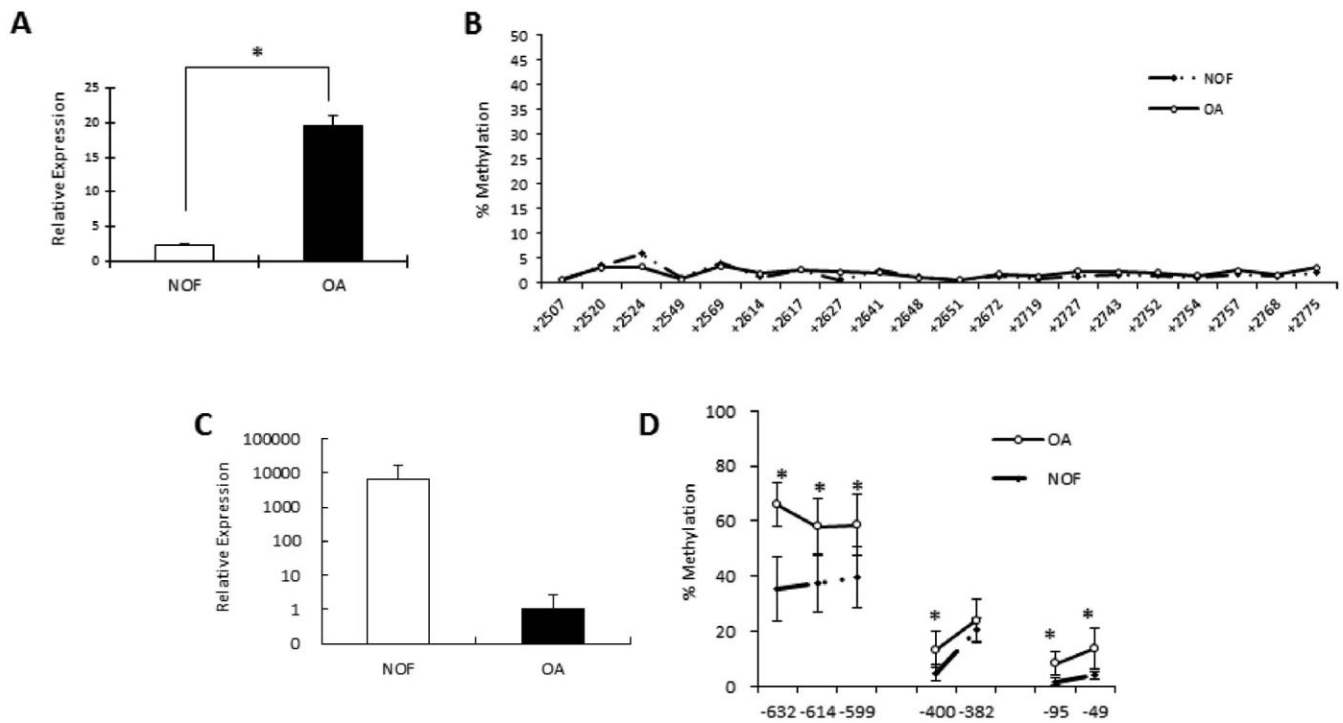 A
*
25
20
15
10
5
0
Relative Expression
NOF OA
B
50
45
40
35
30
25
20
15
10
5
0
% Methylation
NOF
OA
+2507 +2520 +2524 +2549 +2569 +2614 +2617 +2627 +2641 +2648 +2651 +2672 +2719 +2727 +2743 +2752 +2754 +2757 +2768 +2775
C
100000
10000
1000
100
10
1
0
Relative Expression
NOF OA
D
100
80
60
40
20
0
% Methylation
OA
NOF
* * *
*
* *
-632 -614 -599 -400 -382 -95 -49